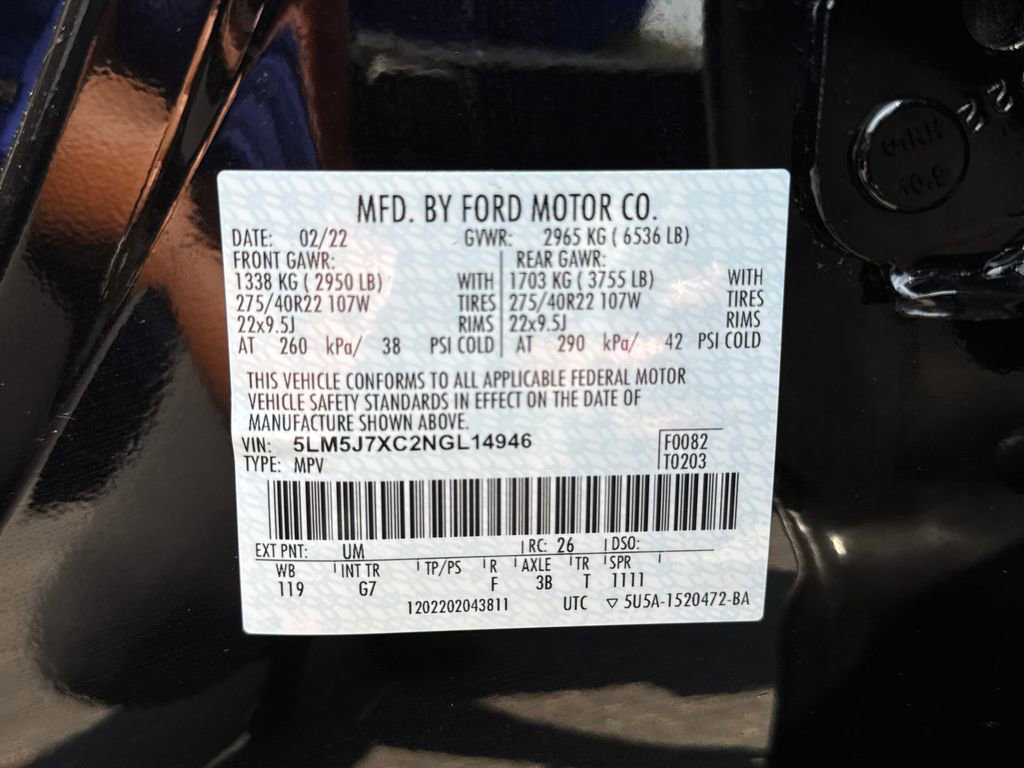 MFD. BY FORD MOTOR CO.
DATE: 02/22 GVWR: 2965 KG ( 6536 LB)
FRONT GAWR: REAR GAWR:
1338 KG ( 2950 LB) WITH 1703 KG ( 3755 LB) WITH
275/40R22 107W TIRES 275/40R22 107W TIRES
22x9.5J RIMS 22x9.5J RIMS
AT 260 kPa/ 38 PSI COLD AT 290 kPa/ 42 PSI COLD
THIS VEHICLE CONFORMS TO ALL APPLICABLE FEDERAL MOTOR
VEHICLE SAFETY STANDARDS IN EFFECT ON THE DATE OF
MANUFACTURE SHOWN ABOVE.
VIN: 5LM5J7XC2NGL14946 F0082
TYPE: MPV T0203
EXT PNT: UM RC: 26 DSO:
WB INT TR TP/PS R AXLE TR SPR
119 G7 F 3B T 1111
1202202043811 UTC ▽ 5U5A-1520472-BA
10.9